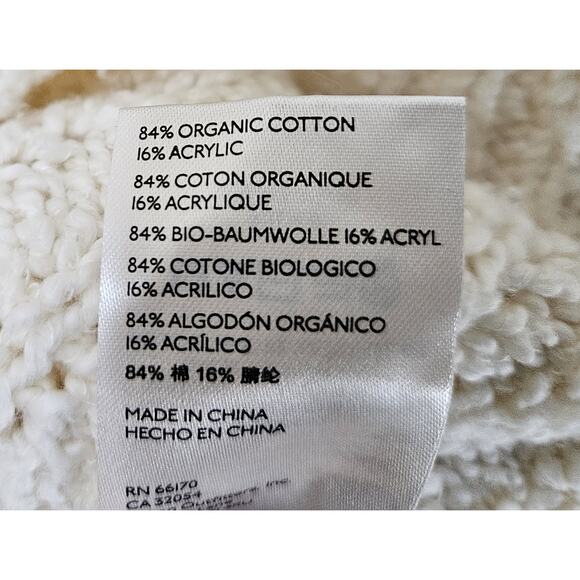 84% ORGANIC COTTON
16% ACRYLIC
84% COTON ORGANIQUE
16% ACRYLIQUE
84% BIO-BAUMWOLLE 16% ACRYL
84% COTONE BIOLOGICO
16% ACRILICO
84% ALGODÓN ORGÁNICO
16% ACRÍLICO
84% 棉 16% 腈纶
MADE IN CHINA
HECHO EN CHINA
RN 66170
CA 32054
Outfitters, Inc.